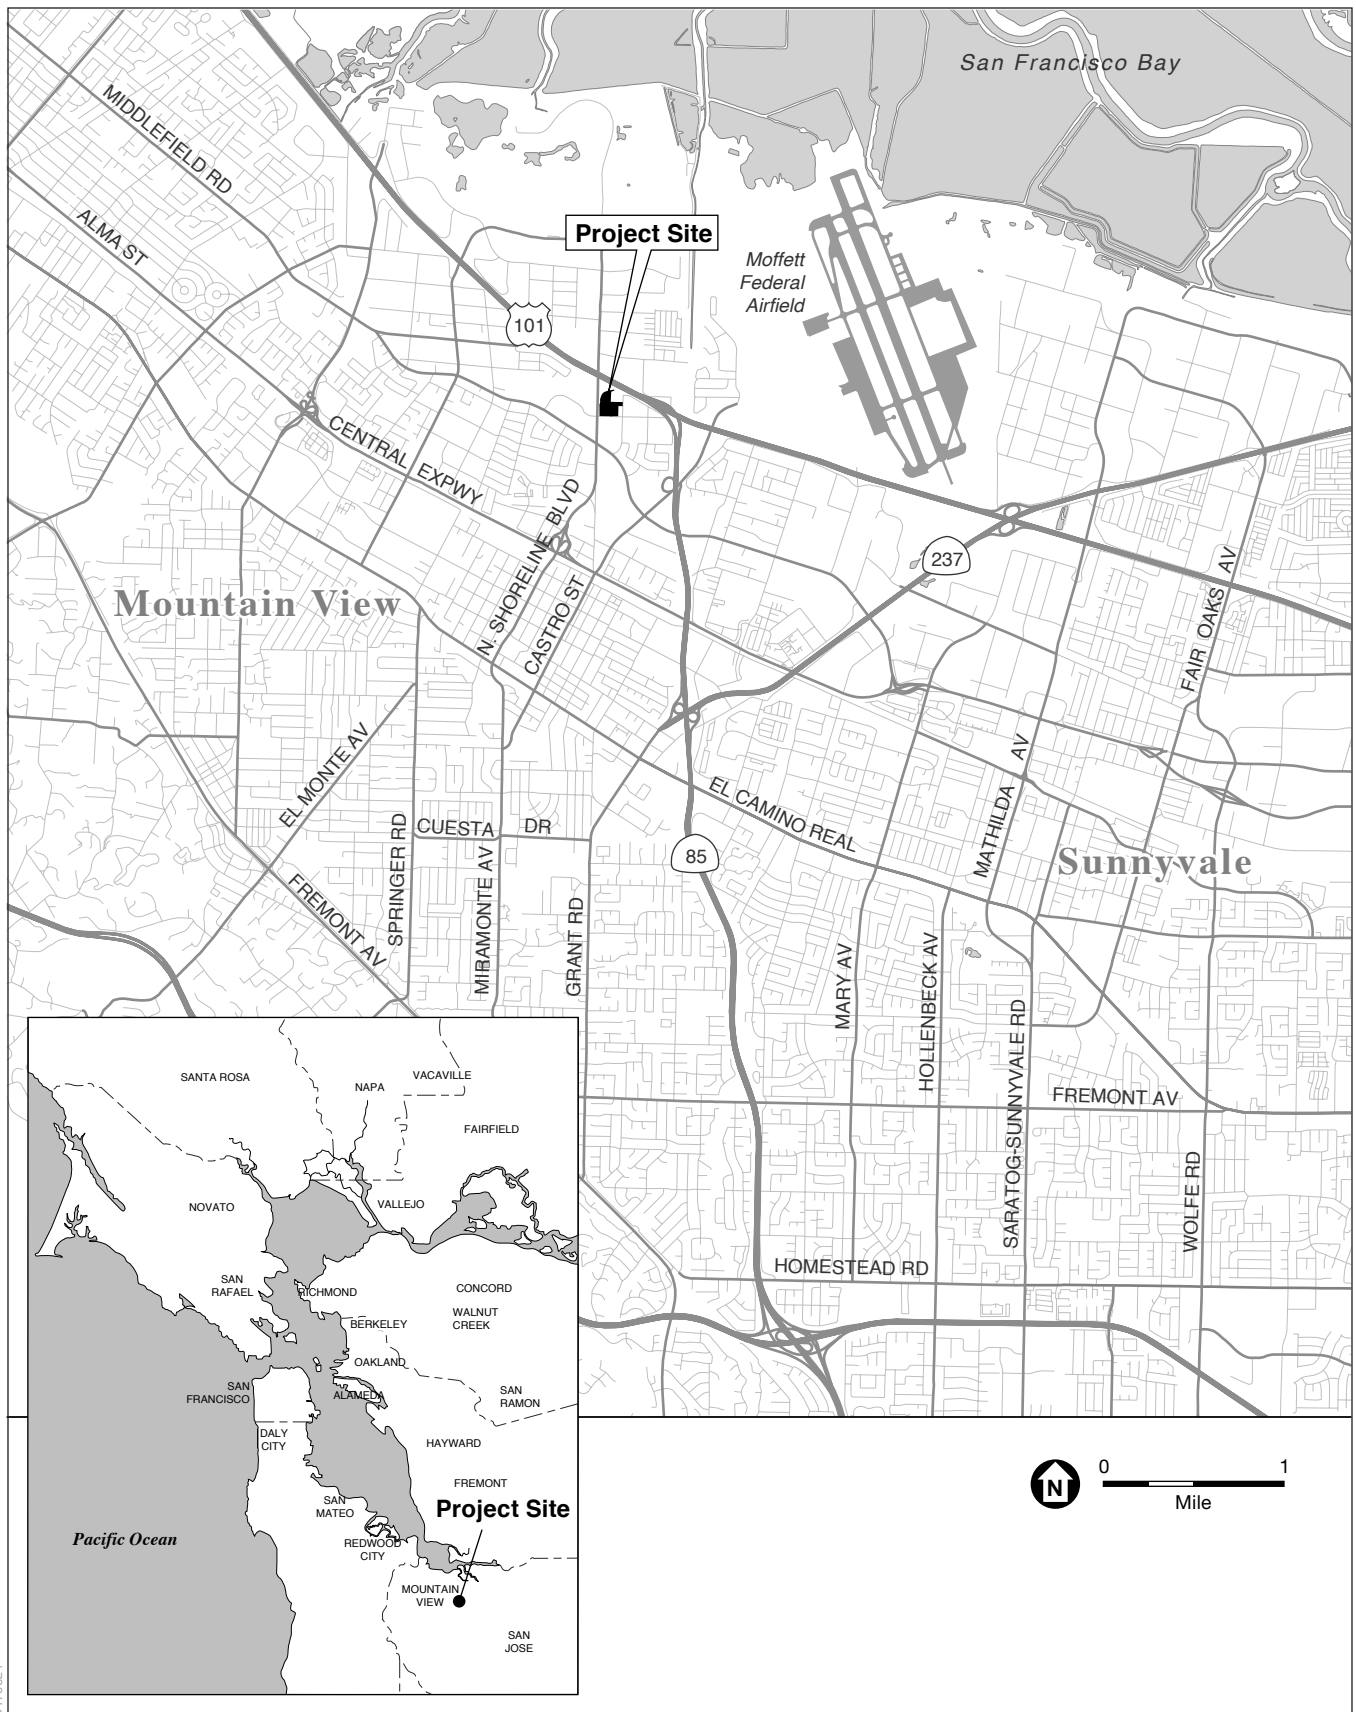 San Francisco Bay
MIDDLEFIELD RD
ALMA ST
Project Site
Moffett
Federal
Airfield
101
CENTRAL EXPWY
N. SHORELINE BLVD
CASTRO ST
237
FAIR OAKS AV
Mountain View
EL MONTE AV
SPRINGER RD
CUESTA DR
MIRAMONTE AV
FREMONT AV
GRANT RD
EL CAMINO REAL
85
MATHILDA AV
Sunnyvale
MARY AV
HOLLENBECK AV
SARATOG-SUNNYVALE RD
FREMONT AV
WOLFE RD
HOMESTEAD RD
SANTA ROSA
NAPA
VACAVILLE
FAIRFIELD
NOVATO
VALLEJO
SAN
RAFAEL
RICHMOND
CONCORD
WALNUT
CREEK
BERKELEY
OAKLAND
SAN
FRANCISCO
ALAMEDA
SAN
RAMON
DALY
CITY
HAYWARD
FREMONT
SAN
MATEO
Project Site
REDWOOD
CITY
Pacific Ocean
MOUNTAIN
VIEW
SAN
JOSE
N
0 1
Mile